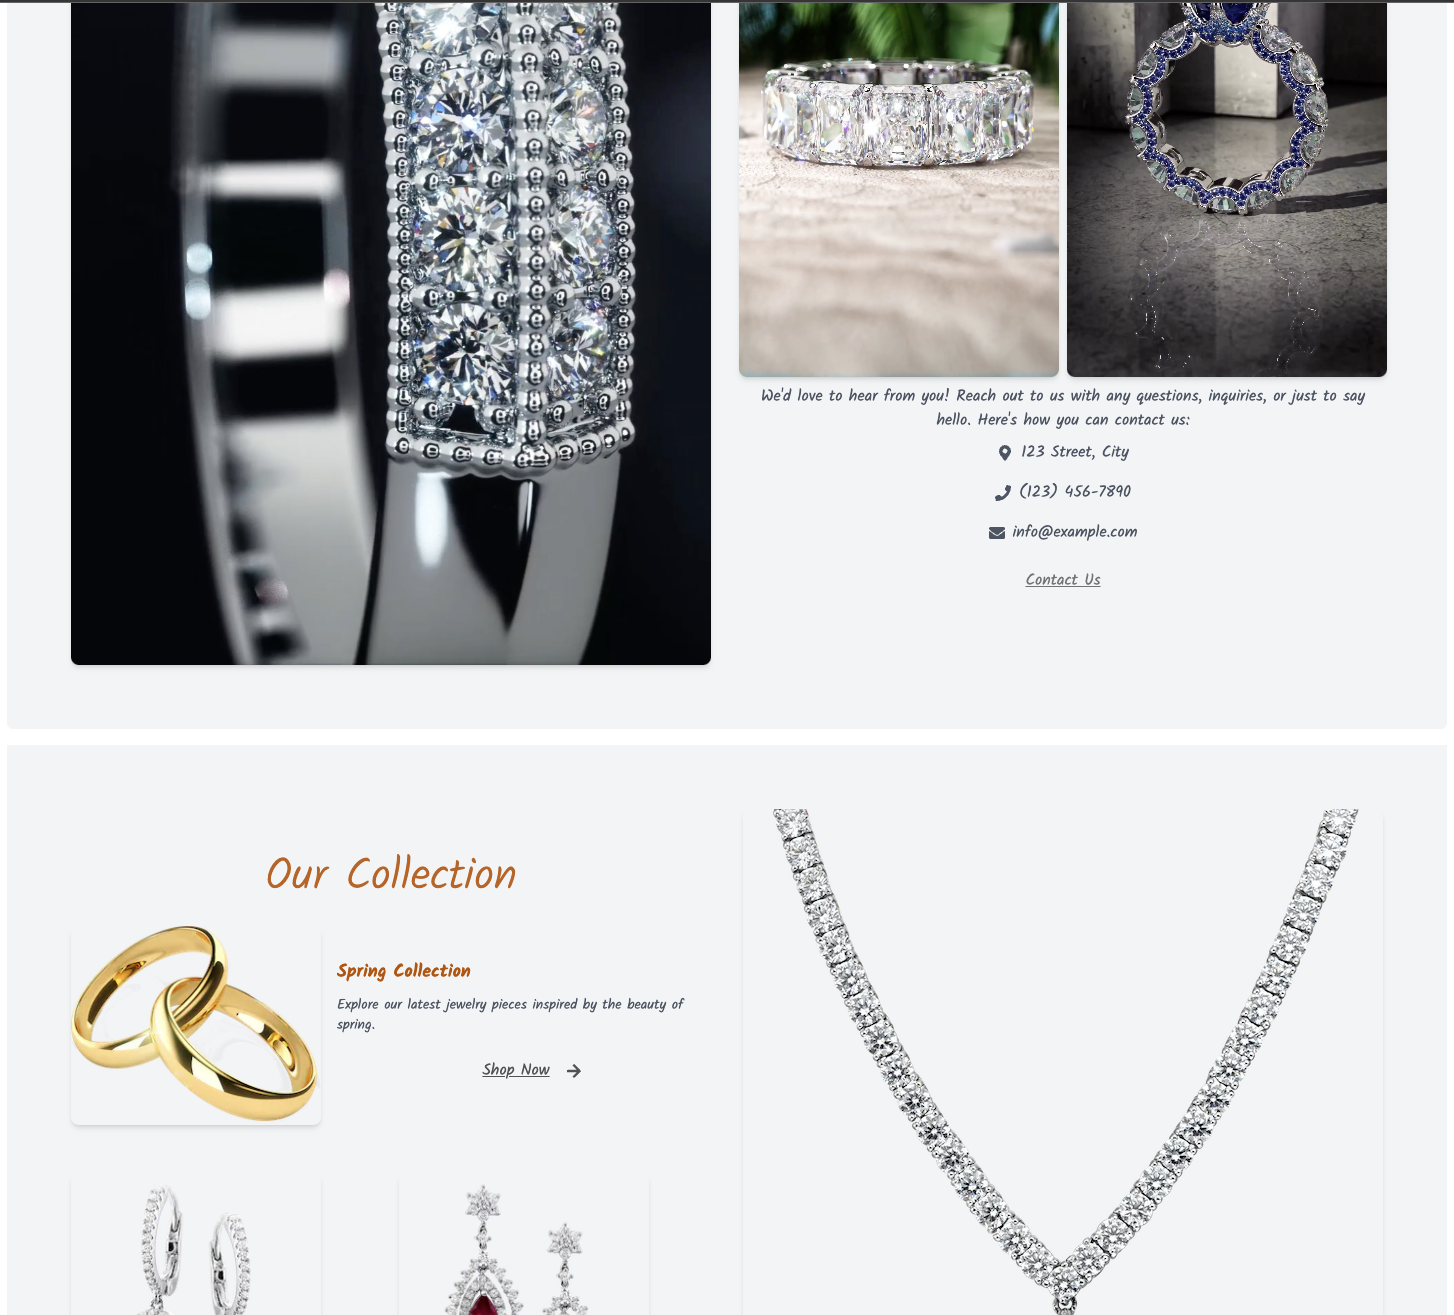 We'd love to hear from you! Reach out to us with any questions, inquiries, or just to say
hello. Here's how you can contact us:
123 Street, City
(123) 456-7890
info@example.com
Contact Us
Our Collection
Spring Collection
Explore our latest jewelry pieces inspired by the beauty of
spring.
Shop Now